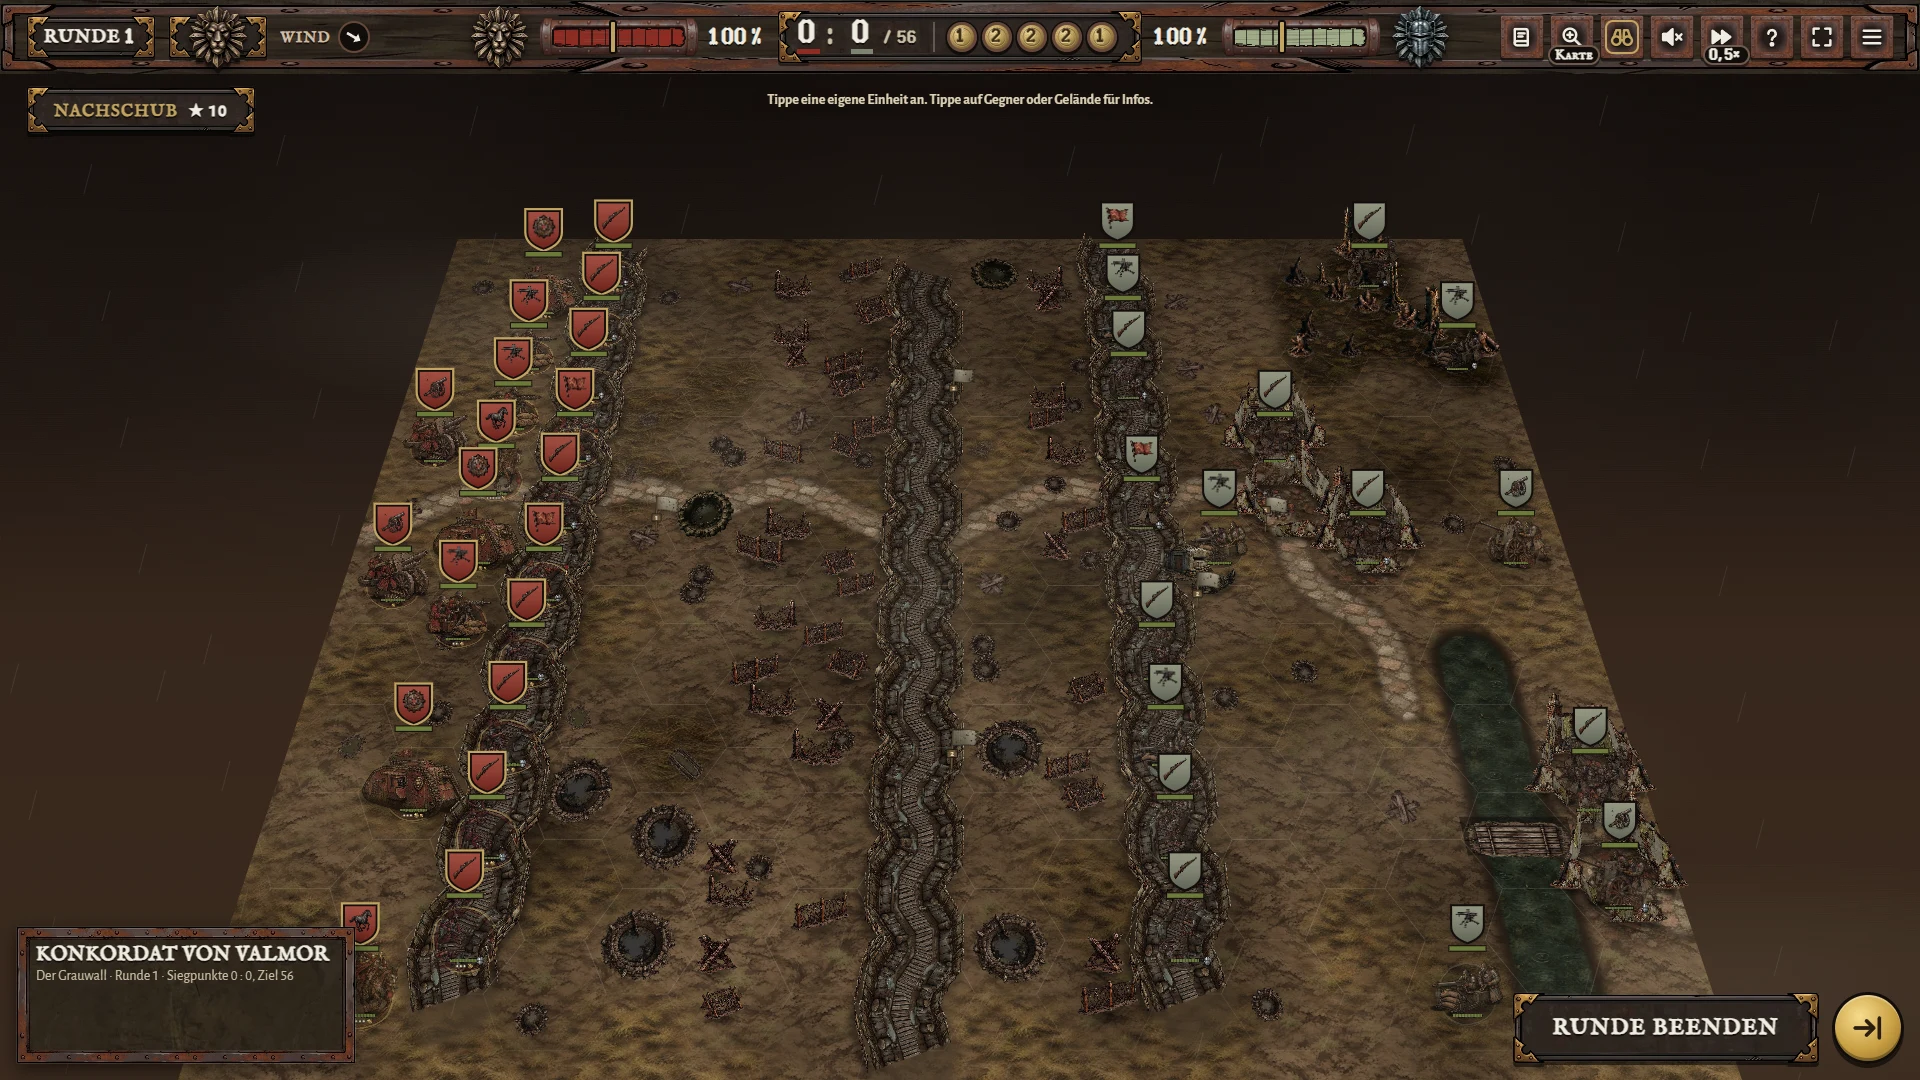 RUNDE 1
WIND
100 %
0 : 0 / 56
1 2 2 2 1
100 %
KARTE
0,5×
?
NACHSCHUB ★ 10
Tippe eine eigene Einheit an. Tippe auf Gegner oder Gelände für Infos.
KONKORDAT VON VALMOR
Der Grauwall · Runde 1 · Siegpunkte 0 : 0, Ziel 56
RUNDE BEENDEN